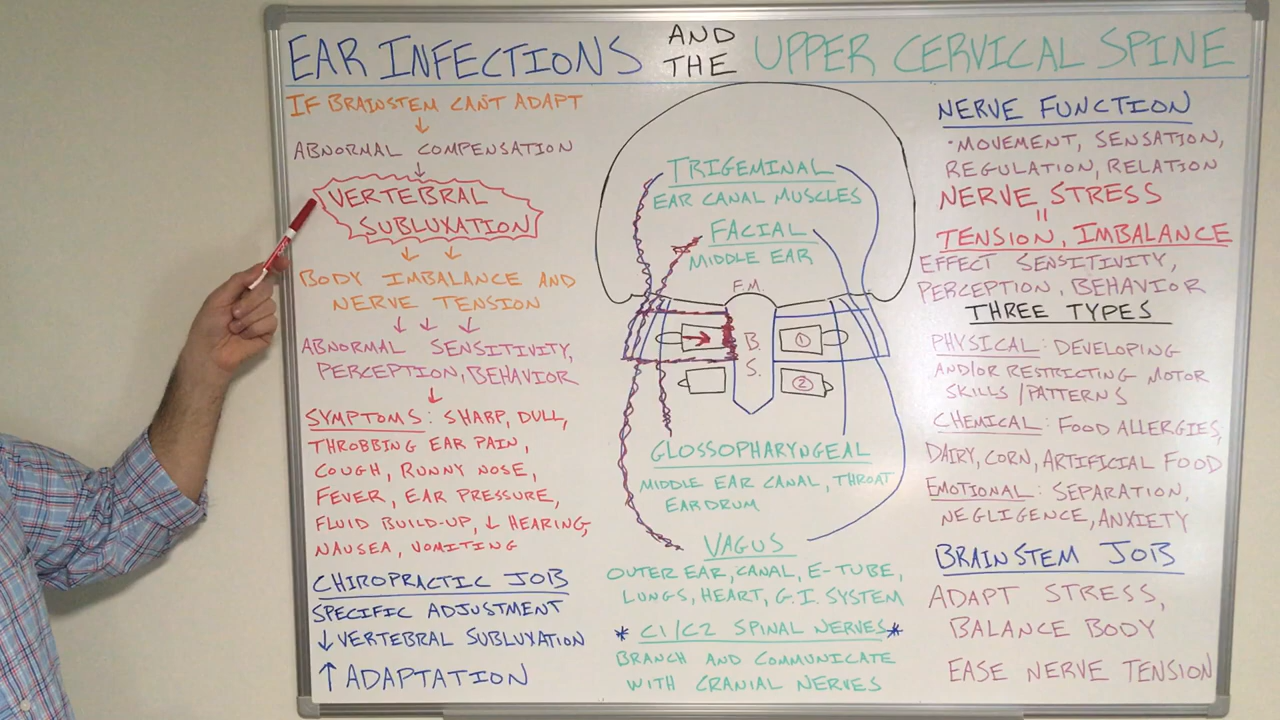 EAR INFECTIONS AND THE UPPER CERVICAL SPINE
IF BRAINSTEM CAN'T ADAPT
↓
ABNORMAL COMPENSATION
↓
VERTEBRAL
SUBLUXATION
↓ ↓
BODY IMBALANCE AND
NERVE TENSION
↓ ↓ ↓
ABNORMAL SENSITIVITY,
PERCEPTION, BEHAVIOR
↓
SYMPTOMS: SHARP, DULL,
THROBBING EAR PAIN,
COUGH, RUNNY NOSE,
FEVER, EAR PRESSURE,
FLUID BUILD-UP, ↓ HEARING,
NAUSEA, VOMITING
CHIROPRACTIC JOB
SPECIFIC ADJUSTMENT
↓ VERTEBRAL SUBLUXATION
↑ ADAPTATION
TRIGEMINAL
EAR CANAL MUSCLES
FACIAL
MIDDLE EAR
F.M.
B.
S.
1
2
GLOSSOPHARYNGEAL
MIDDLE EAR CANAL, THROAT
EARDRUM
VAGUS
OUTER EAR, CANAL, E-TUBE,
LUNGS, HEART, G.I. SYSTEM
* C1/C2 SPINAL NERVES *
BRANCH AND COMMUNICATE
WITH CRANIAL NERVES
NERVE FUNCTION
·MOVEMENT, SENSATION,
REGULATION, RELATION
NERVE STRESS
=
TENSION, IMBALANCE
EFFECT SENSITIVITY,
PERCEPTION, BEHAVIOR
THREE TYPES
PHYSICAL: DEVELOPING
AND/OR RESTRICTING MOTOR
SKILLS/PATTERNS
CHEMICAL: FOOD ALLERGIES,
DAIRY, CORN, ARTIFICIAL FOOD
EMOTIONAL: SEPARATION,
NEGLIGENCE, ANXIETY
BRAINSTEM JOB
ADAPT STRESS,
BALANCE BODY
EASE NERVE TENSION